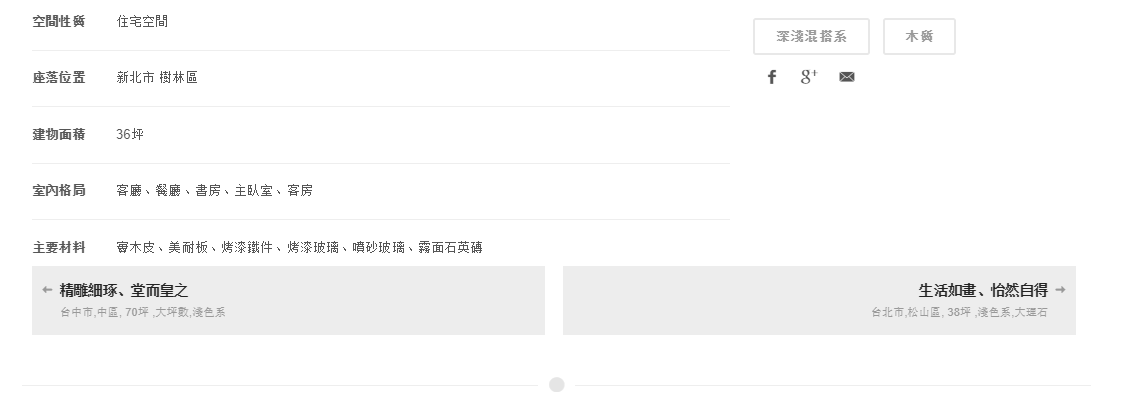 空間性質 住宅空間
座落位置 新北市 樹林區
建物面積 36坪
室內格局 客廳、餐廳、書房、主臥室、客房
主要材料 實木皮、美耐板、烤漆鐵件、烤漆玻璃、噴砂玻璃、霧面石英磚
深淺混搭系 木質
f g+
← 精雕細琢、堂而皇之
台中市,中區, 70坪 ,大坪數,淺色系
生活如畫、怡然自得 →
台北市,松山區, 38坪 ,淺色系,大理石